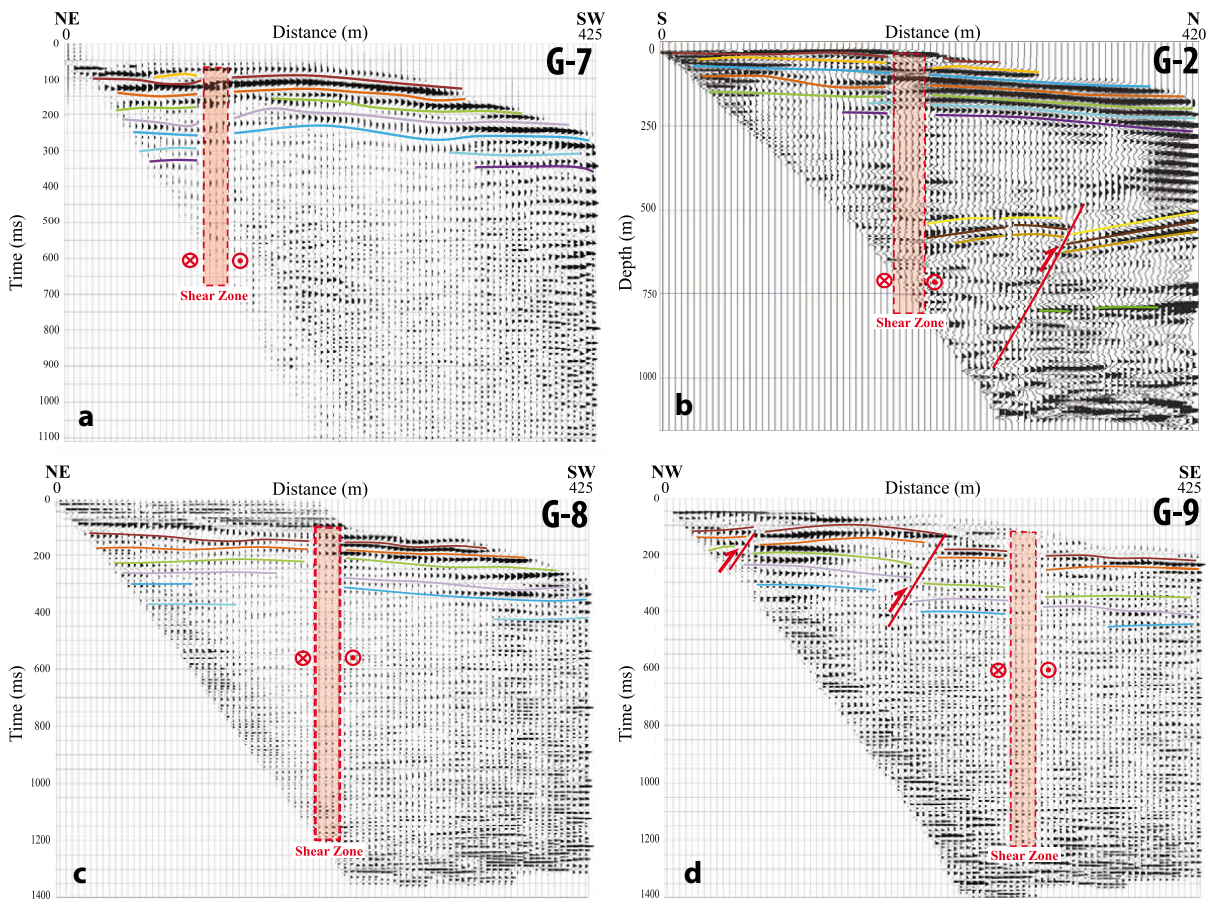 NE SW
Distance (m)
0 425
G-7
0
100
200
300
400
500
600
700
800
900
1000
1100
Time (ms)
Shear Zone
a
S N
Distance (m)
0 420
G-2
0
250
500
750
1000
Depth (m)
Shear Zone
b
NE SW
Distance (m)
0 425
G-8
0
200
400
600
800
1000
1200
1400
Time (ms)
Shear Zone
c
NW SE
Distance (m)
0 425
G-9
0
200
400
600
800
1000
1200
1400
Time (ms)
Shear Zone
d